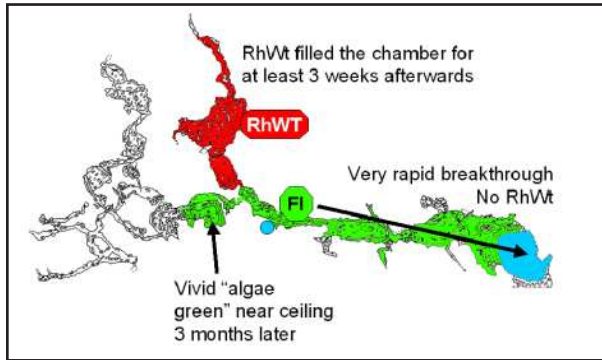 RhWt filled the chamber for
at least 3 weeks afterwards
RhWT
Very rapid breakthrough
No RhWt
Fl
Vivid “algae
green” near ceiling
3 months later